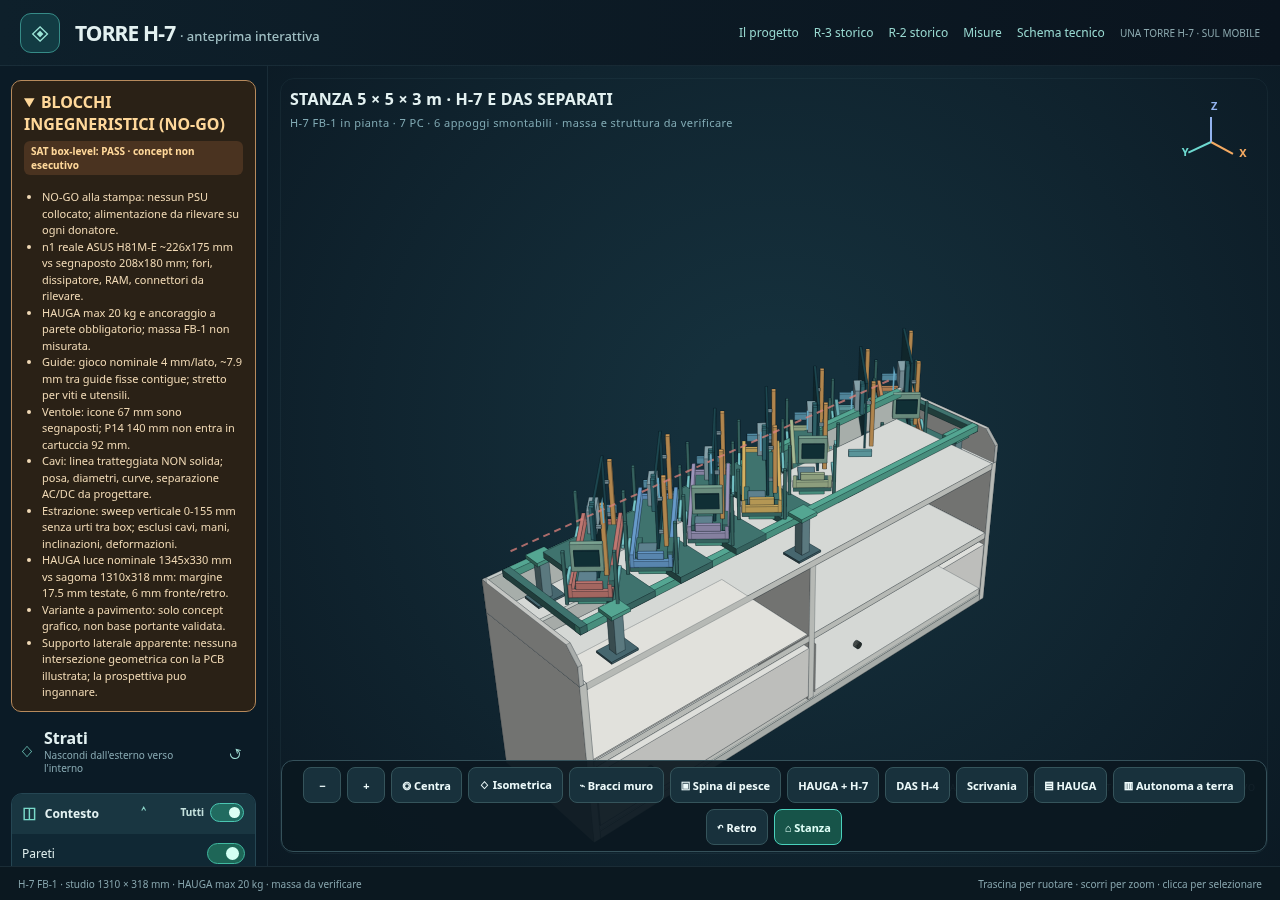 TORRE H-7 · anteprima interattiva
Il progetto R-3 storico R-2 storico Misure Schema tecnico UNA TORRE H-7 · SUL MOBILE
▼ BLOCCHI
INGEGNERISTICI (NO-GO)
SAT box-level: PASS · concept non
esecutivo
• NO-GO alla stampa: nessun PSU
collocato; alimentazione da rilevare su
ogni donatore.
• n1 reale ASUS H81M-E ~226x175 mm
vs segnaposto 208x180 mm; fori,
dissipatore, RAM, connettori da
rilevare.
• HAUGA max 20 kg e ancoraggio a
parete obbligatorio; massa FB-1 non
misurata.
• Guide: gioco nominale 4 mm/lato, ~7.9
mm tra guide fisse contigue; stretto
per viti e utensili.
• Ventole: icone 67 mm sono
segnaposti; P14 140 mm non entra in
cartuccia 92 mm.
• Cavi: linea tratteggiata NON solida;
posa, diametri, curve, separazione
AC/DC da progettare.
• Estrazione: sweep verticale 0-155 mm
senza urti tra box; esclusi cavi, mani,
inclinazioni, deformazioni.
• HAUGA luce nominale 1345x330 mm
vs sagoma 1310x318 mm: margine
17.5 mm testate, 6 mm fronte/retro.
• Variante a pavimento: solo concept
grafico, non base portante validata.
• Supporto laterale apparente: nessuna
intersezione geometrica con la PCB
illustrata; la prospettiva puo
ingannare.
Strati
Nascondi dall'esterno verso
l'interno
Contesto Tutti
Pareti
STANZA 5 × 5 × 3 m · H-7 E DAS SEPARATI
H-7 FB-1 in pianta · 7 PC · 6 appoggi smontabili · massa e struttura da verificare
Z
Y
X
− + Centra Isometrica Bracci muro Spina di pesce HAUGA + H-7 DAS H-4 Scrivania HAUGA Autonoma a terra
Retro Stanza
H-7 FB-1 · studio 1310 × 318 mm · HAUGA max 20 kg · massa da verificare
Trascina per ruotare · scorri per zoom · clicca per selezionare